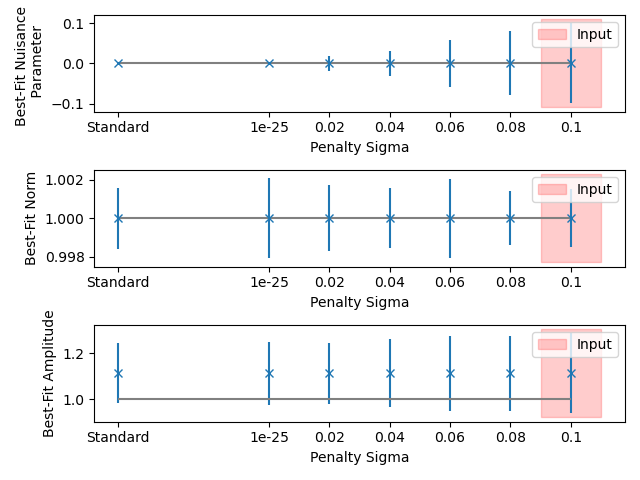 Best-Fit Nuisance
Parameter
0.1
0.0
−0.1
Input
Standard 1e-25 0.02 0.04 0.06 0.08 0.1
Penalty Sigma
Best-Fit Norm
1.002
1.000
0.998
Input
Standard 1e-25 0.02 0.04 0.06 0.08 0.1
Penalty Sigma
Best-Fit Amplitude
1.2
1.0
Input
Standard 1e-25 0.02 0.04 0.06 0.08 0.1
Penalty Sigma